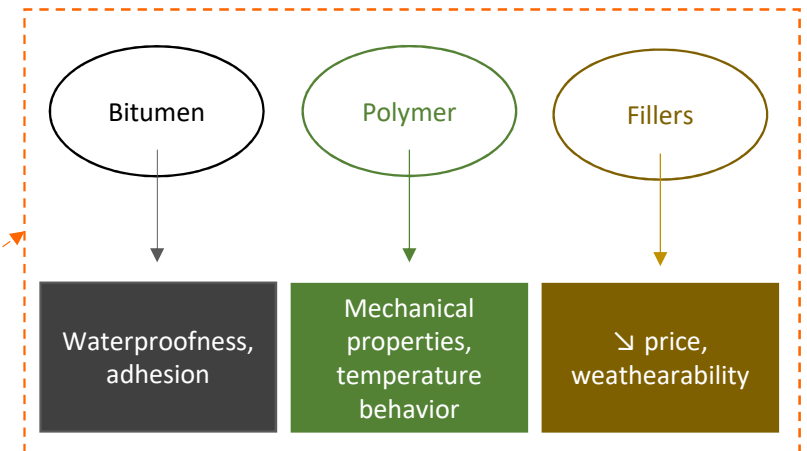 Bitumen
Polymer
Fillers
Waterproofness,
adhesion
Mechanical
properties,
temperature
behavior
↘ price,
weathearability